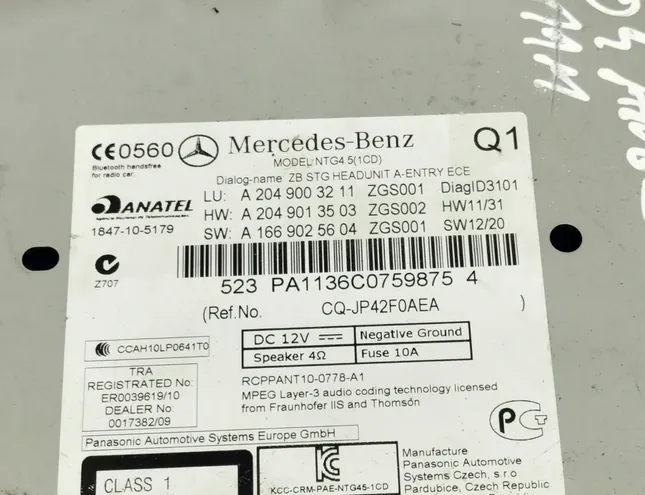 CE0560 Mercedes-Benz Q1
Bluetooth handsfree
for radio car.
MODEL:NTG4.5(1CD)
Dialog-name: ZB STG HEADUNIT A-ENTRY ECE
ANATEL
LU: A 204 900 32 11 ZGS001 DiagID3101
HW: A 204 901 35 03 ZGS002 HW11/31
SW: A 166 902 56 04 ZGS001 SW12/20
1847-10-5179
Z707
523 PA1136C0759875 4
(Ref.No. CQ-JP42F0AEA )
DC 12V Negative Ground
Speaker 4Ω Fuse 10A
CCAH10LP0641T0
TRA
REGISTRATED No:
ER0039619/10
DEALER No:
0017382/09
RCPPANT10-0778-A1
MPEG Layer-3 audio coding technology licensed
from Fraunhofer IIS and Thomson
Panasonic Automotive Systems Europe GmbH
CLASS 1
KCC-CRM-PAE-NTG45-1CD
Manufacture
Panasonic Automotive
Systems Czech, s.r.o
Pardubice, Czech Republic